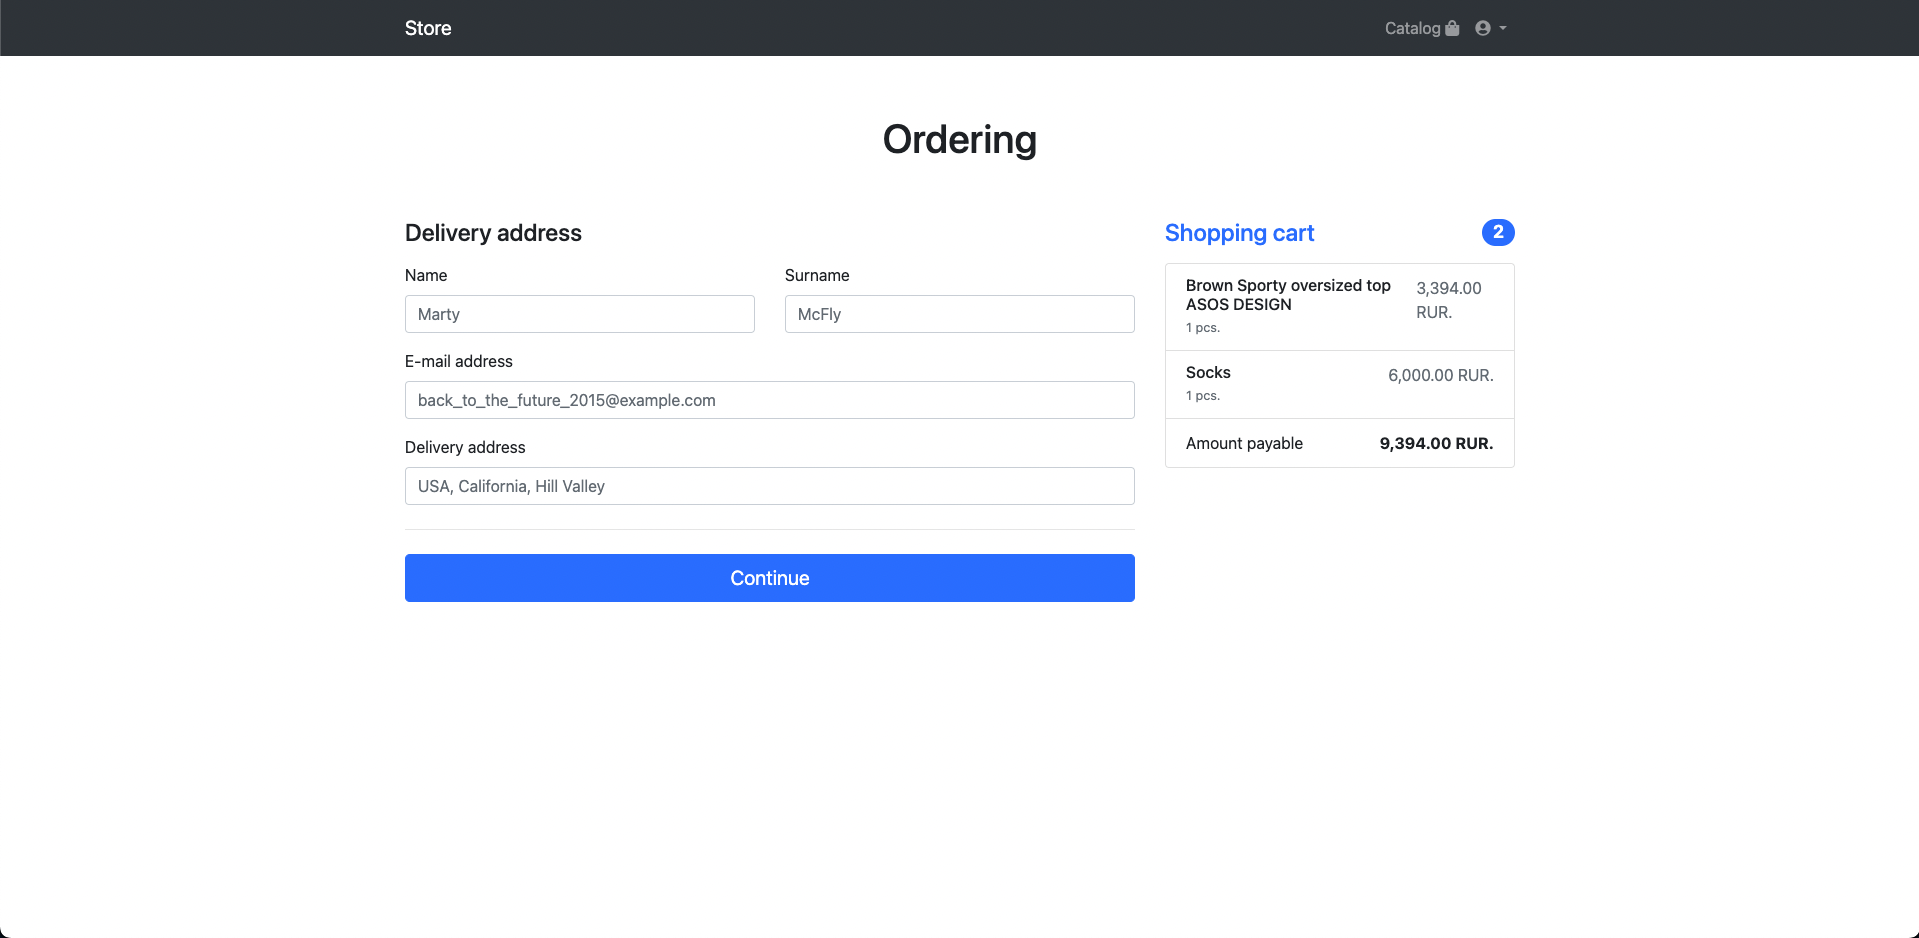 Store
Catalog
Ordering
Delivery address
Name
Surname
Marty
McFly
E-mail address
back_to_the_future_2015@example.com
Delivery address
USA, California, Hill Valley
Continue
Shopping cart
2
Brown Sporty oversized top
ASOS DESIGN
1 pcs.
3,394.00
RUR.
Socks
1 pcs.
6,000.00 RUR.
Amount payable
9,394.00 RUR.